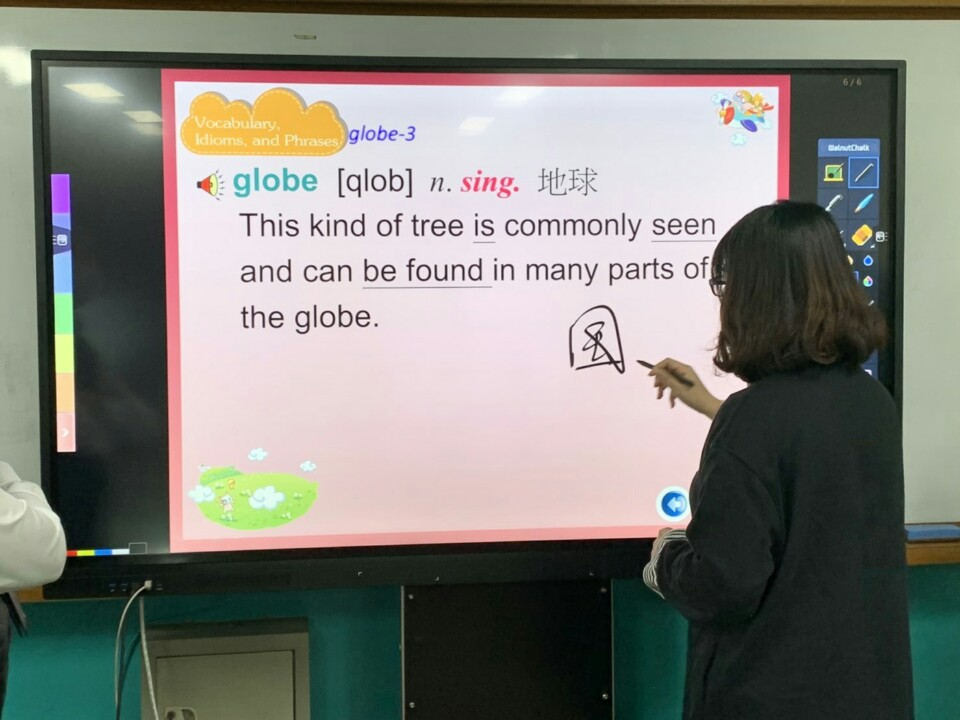 6/6
Vocabulary,
Idioms, and Phrases
globe-3
WalnutChalk
globe [qlob] n. sing. 地球
This kind of tree is commonly seen
and can be found in many parts of
the globe.